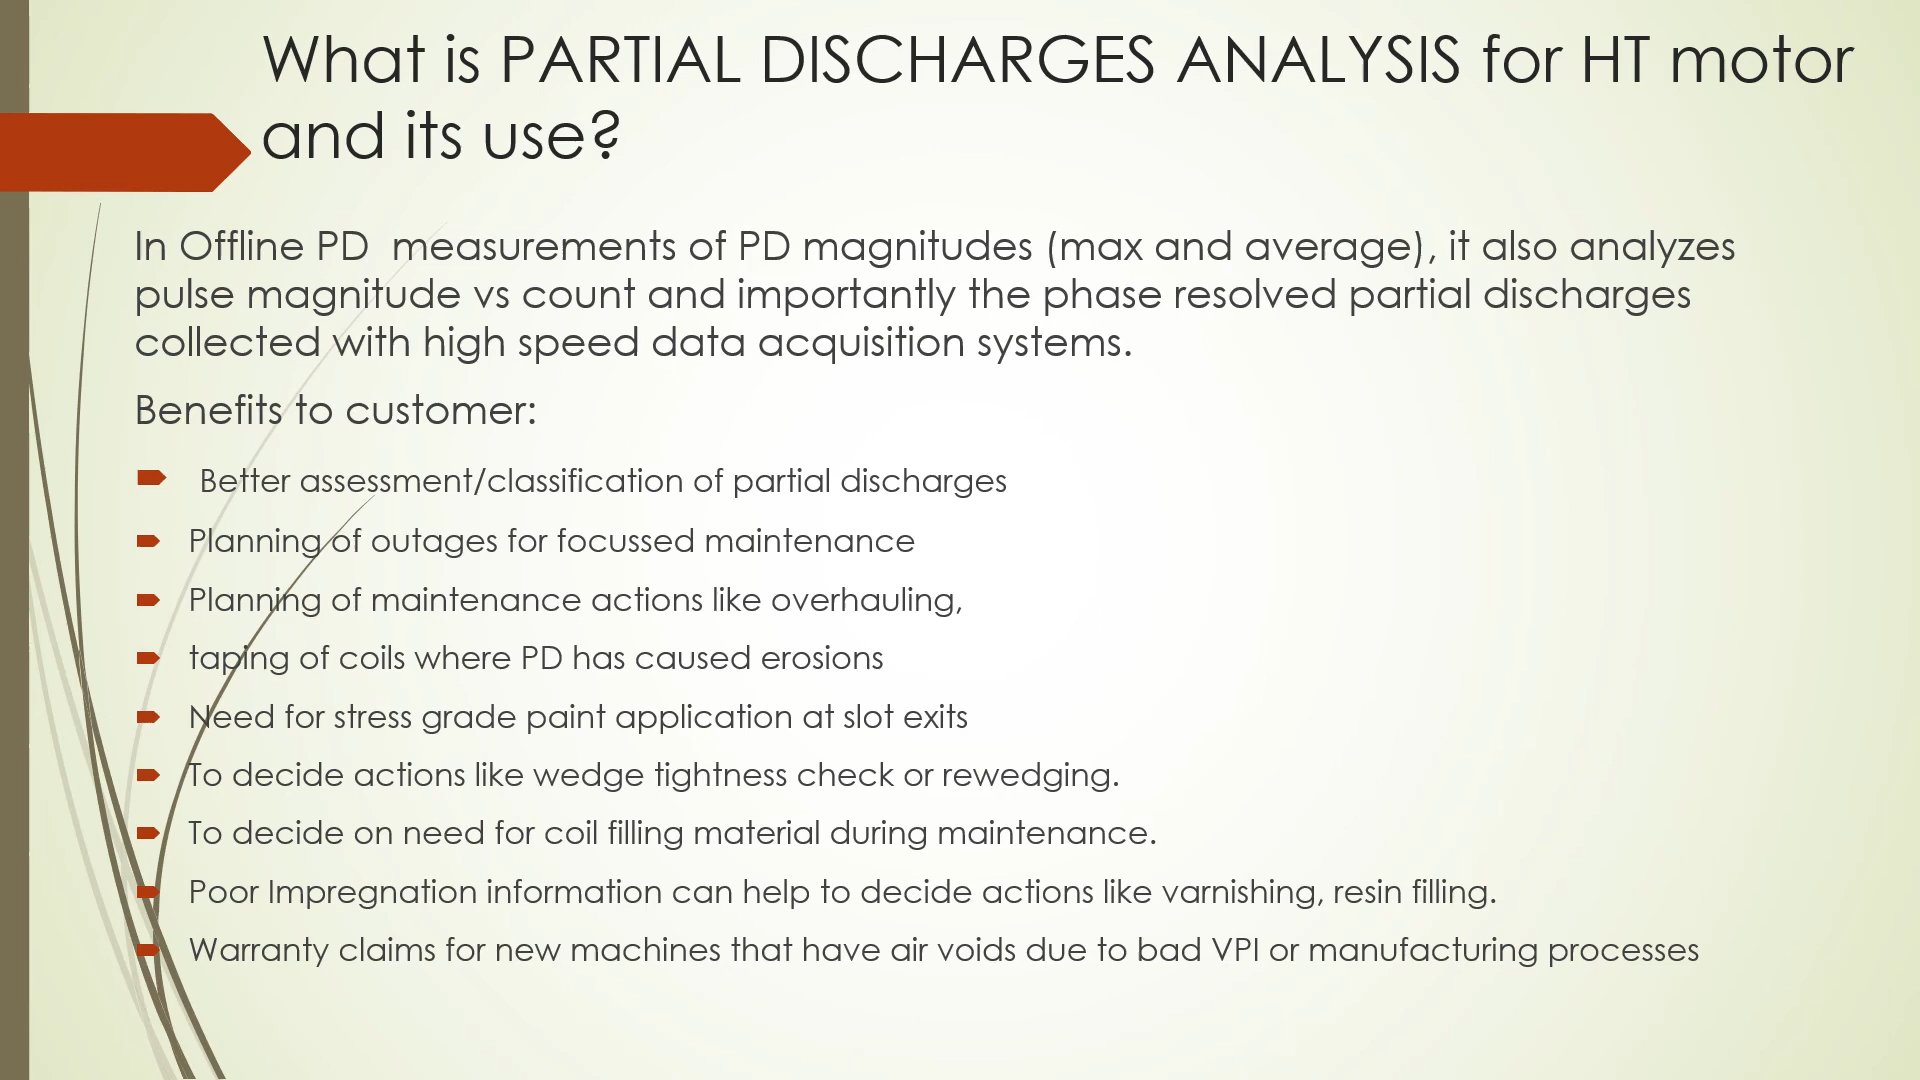 What is PARTIAL DISCHARGES ANALYSIS for HT motor
and its use?
In Offline PD  measurements of PD magnitudes (max and average), it also analyzes
pulse magnitude vs count and importantly the phase resolved partial discharges
collected with high speed data acquisition systems.
Benefits to customer:
Better assessment/classification of partial discharges
Planning of outages for focussed maintenance
Planning of maintenance actions like overhauling,
taping of coils where PD has caused erosions
Need for stress grade paint application at slot exits
To decide actions like wedge tightness check or rewedging.
To decide on need for coil filling material during maintenance.
Poor Impregnation information can help to decide actions like varnishing, resin filling.
Warranty claims for new machines that have air voids due to bad VPI or manufacturing processes